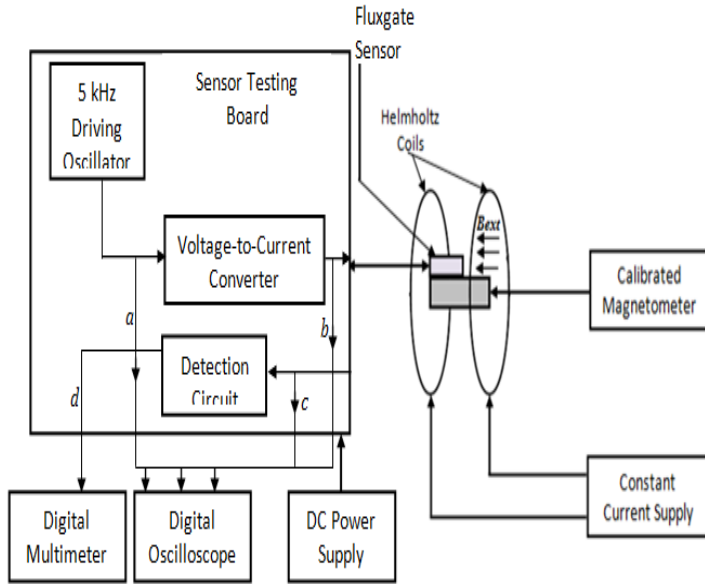 Fluxgate
Sensor
5 kHz
Driving
Oscillator
Sensor Testing
Board
Helmholtz
Coils
Bext
Voltage-to-Current
Converter
Calibrated
Magnetometer
a
b
Detection
Circuit
d
c
Digital
Multimeter
Digital
Oscilloscope
DC Power
Supply
Constant
Current Supply